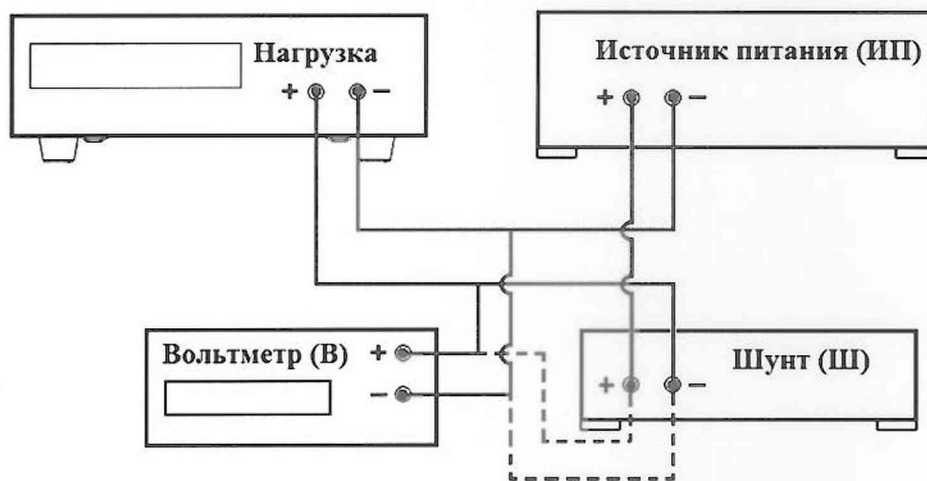 Нагрузка
+ −
Источник питания (ИП)
+ −
Вольтметр (В) +
−
Шунт (Ш)
+ −